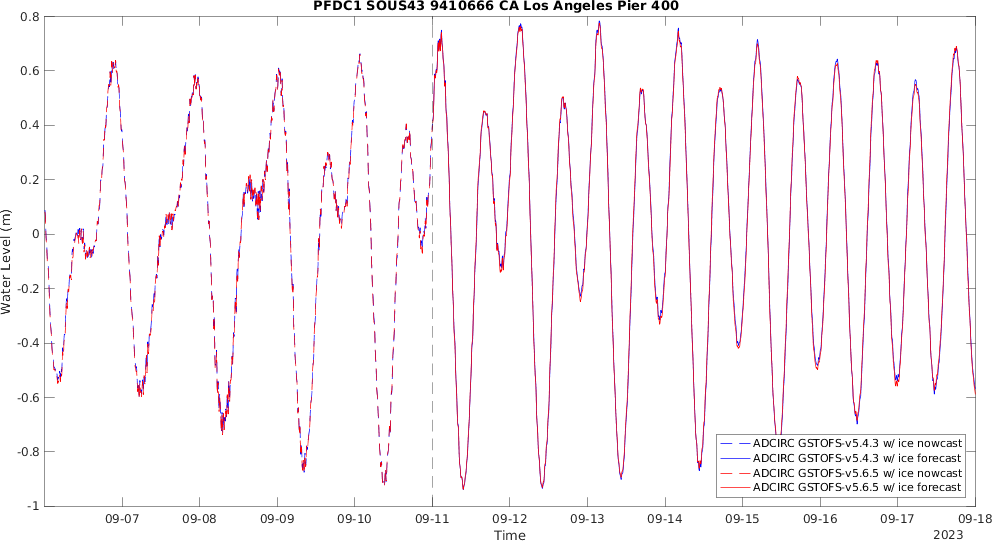 PFDC1 SOUS43 9410666 CA Los Angeles Pier 400
0.8
0.6
0.4
0.2
0
-0.2
-0.4
-0.6
-0.8
-1
Water Level (m)
ADCIRC GSTOFS-v5.4.3 w/ ice nowcast
ADCIRC GSTOFS-v5.4.3 w/ ice forecast
ADCIRC GSTOFS-v5.6.5 w/ ice nowcast
ADCIRC GSTOFS-v5.6.5 w/ ice forecast
09-07 09-08 09-09 09-10 09-11 09-12 09-13 09-14 09-15 09-16 09-17 09-18
Time
2023